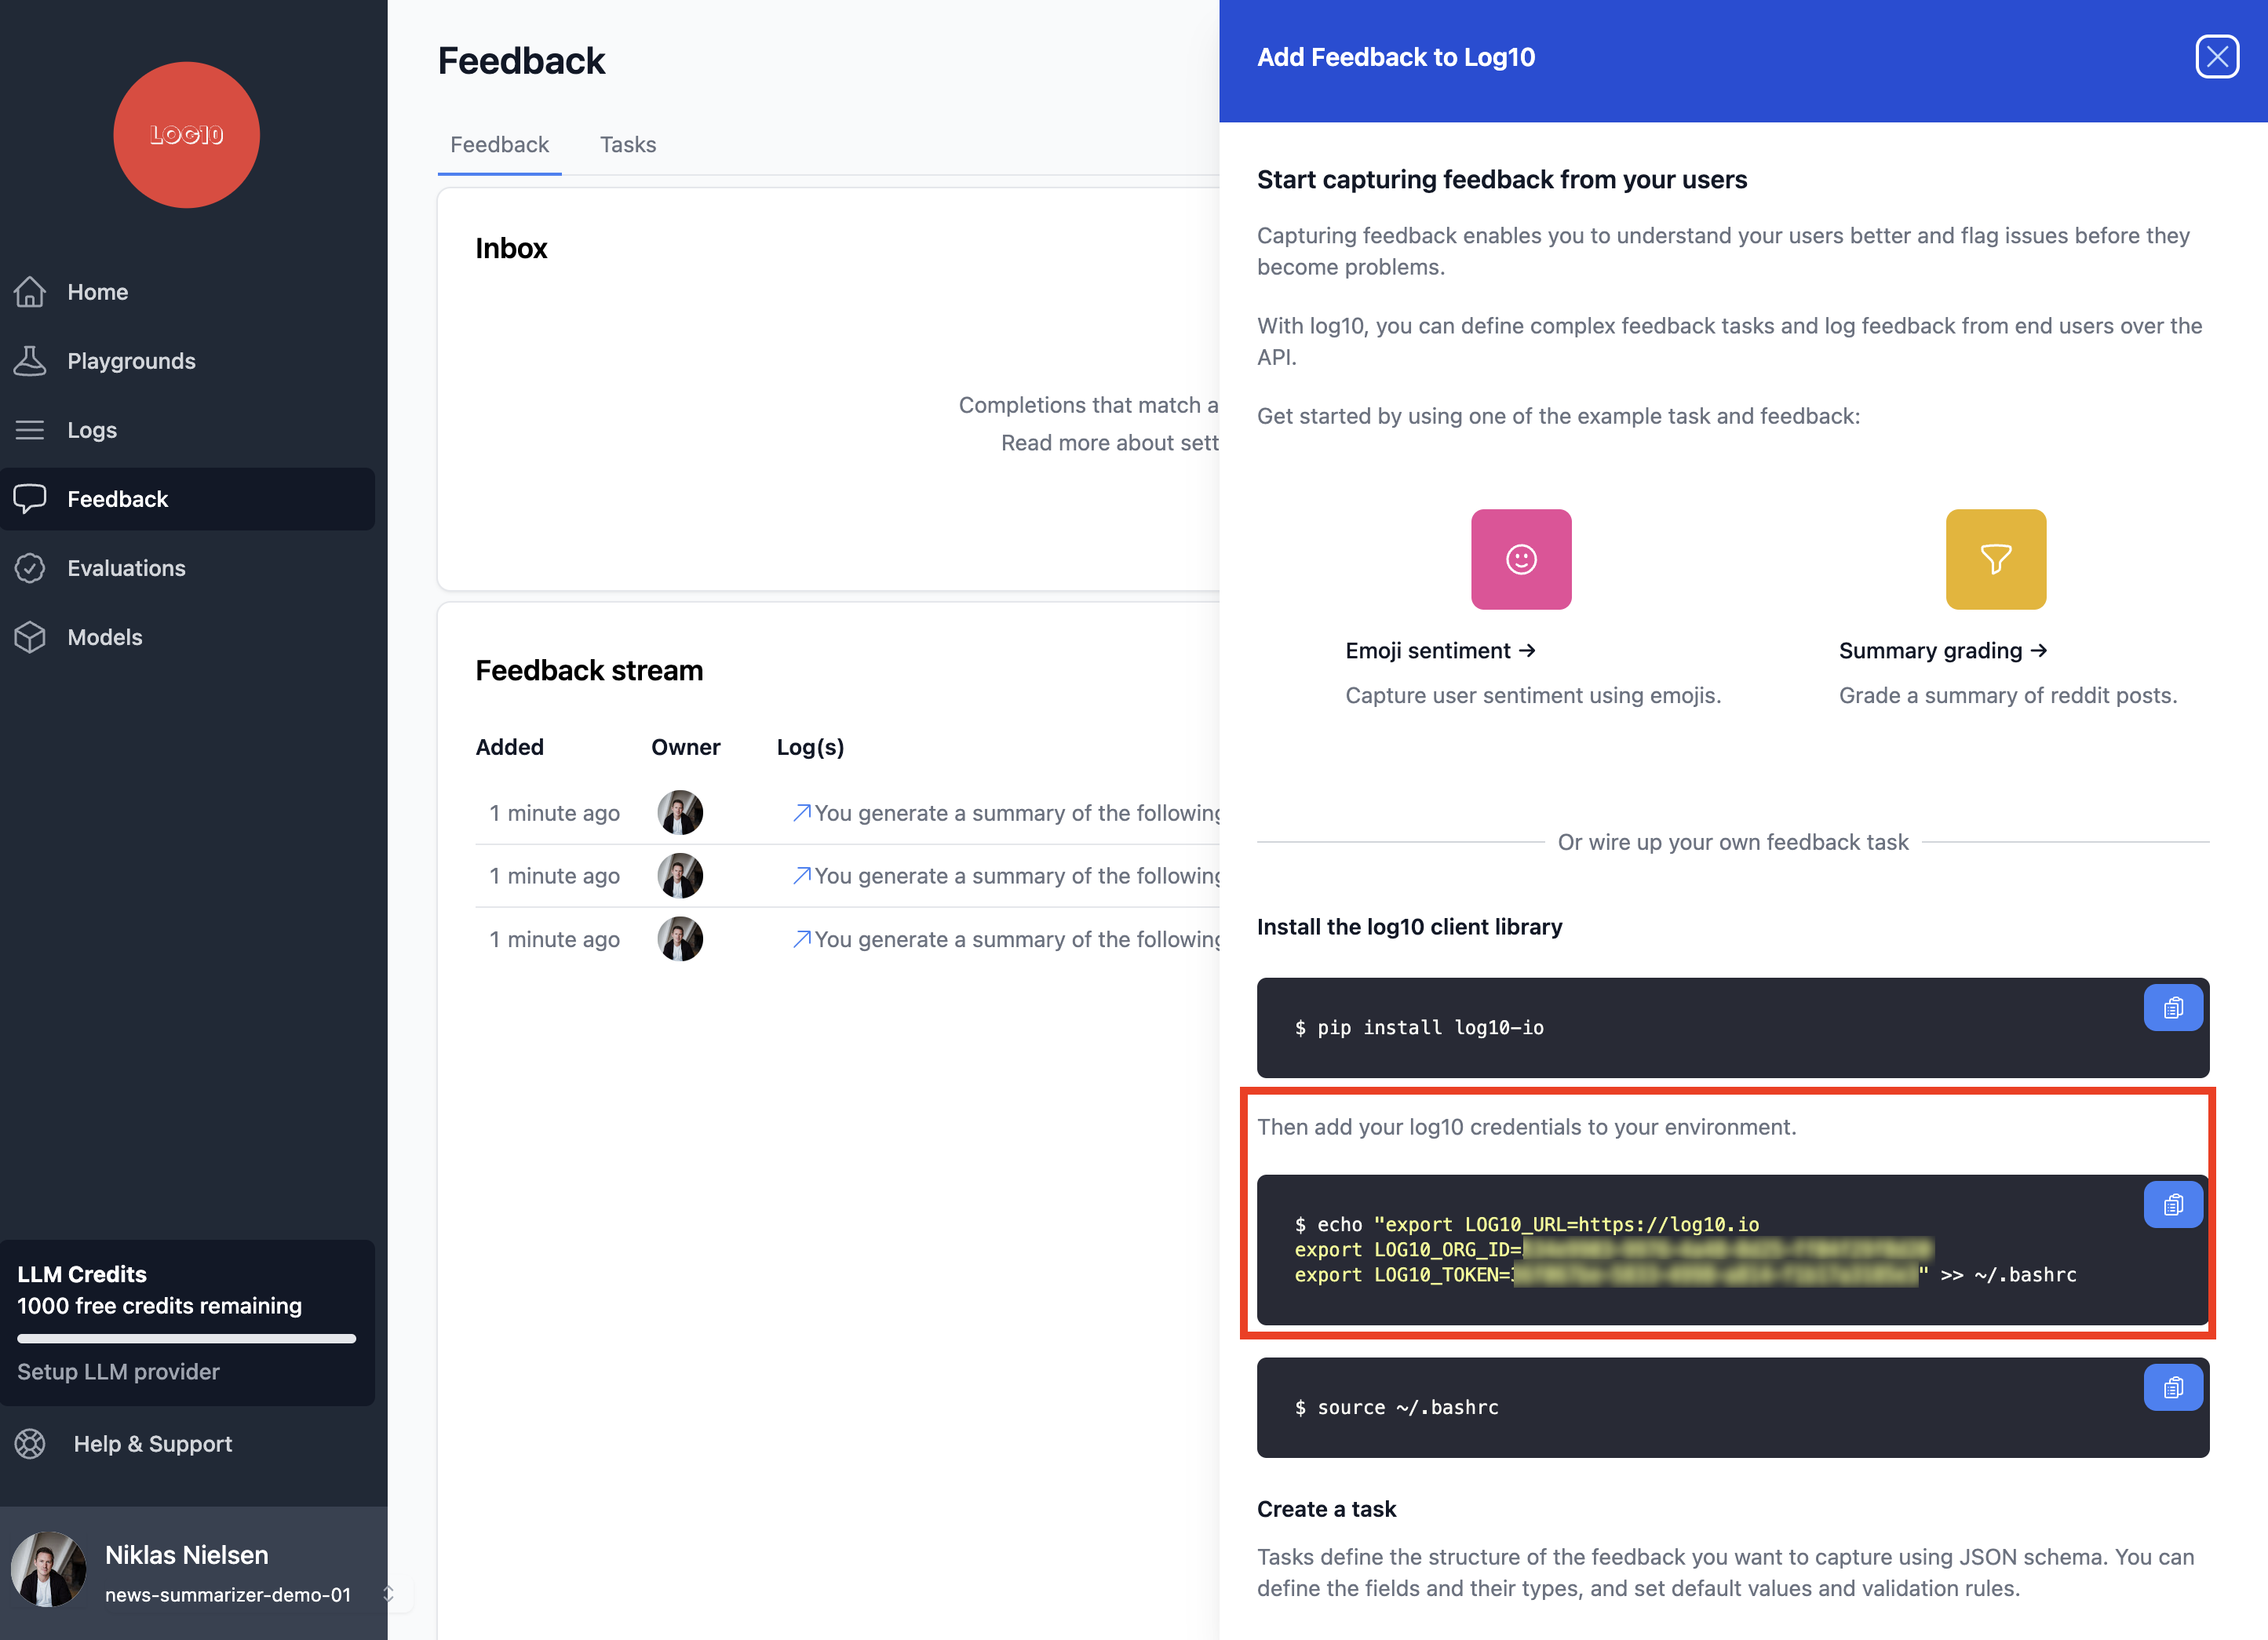 LOG10
Home
Playgrounds
Logs
Feedback
Evaluations
Models
LLM Credits
1000 free credits remaining
Setup LLM provider
Help & Support
Niklas Nielsen
news-summarizer-demo-01
Feedback
Feedback Tasks
Inbox
Completions that match a
Read more about sett
Feedback stream
Added Owner Log(s)
1 minute ago You generate a summary of the following
1 minute ago You generate a summary of the following
1 minute ago You generate a summary of the following
Add Feedback to Log10
Start capturing feedback from your users
Capturing feedback enables you to understand your users better and flag issues before they
become problems.
With log10, you can define complex feedback tasks and log feedback from end users over the
API.
Get started by using one of the example task and feedback:
Emoji sentiment →
Capture user sentiment using emojis.
Summary grading →
Grade a summary of reddit posts.
Or wire up your own feedback task
Install the log10 client library
$ pip install log10-io
Then add your log10 credentials to your environment.
$ echo "export LOG10_URL=https://log10.io
export LOG10_ORG_ID=
export LOG10_TOKEN=" >> ~/.bashrc
$ source ~/.bashrc
Create a task
Tasks define the structure of the feedback you want to capture using JSON schema. You can
define the fields and their types, and set default values and validation rules.